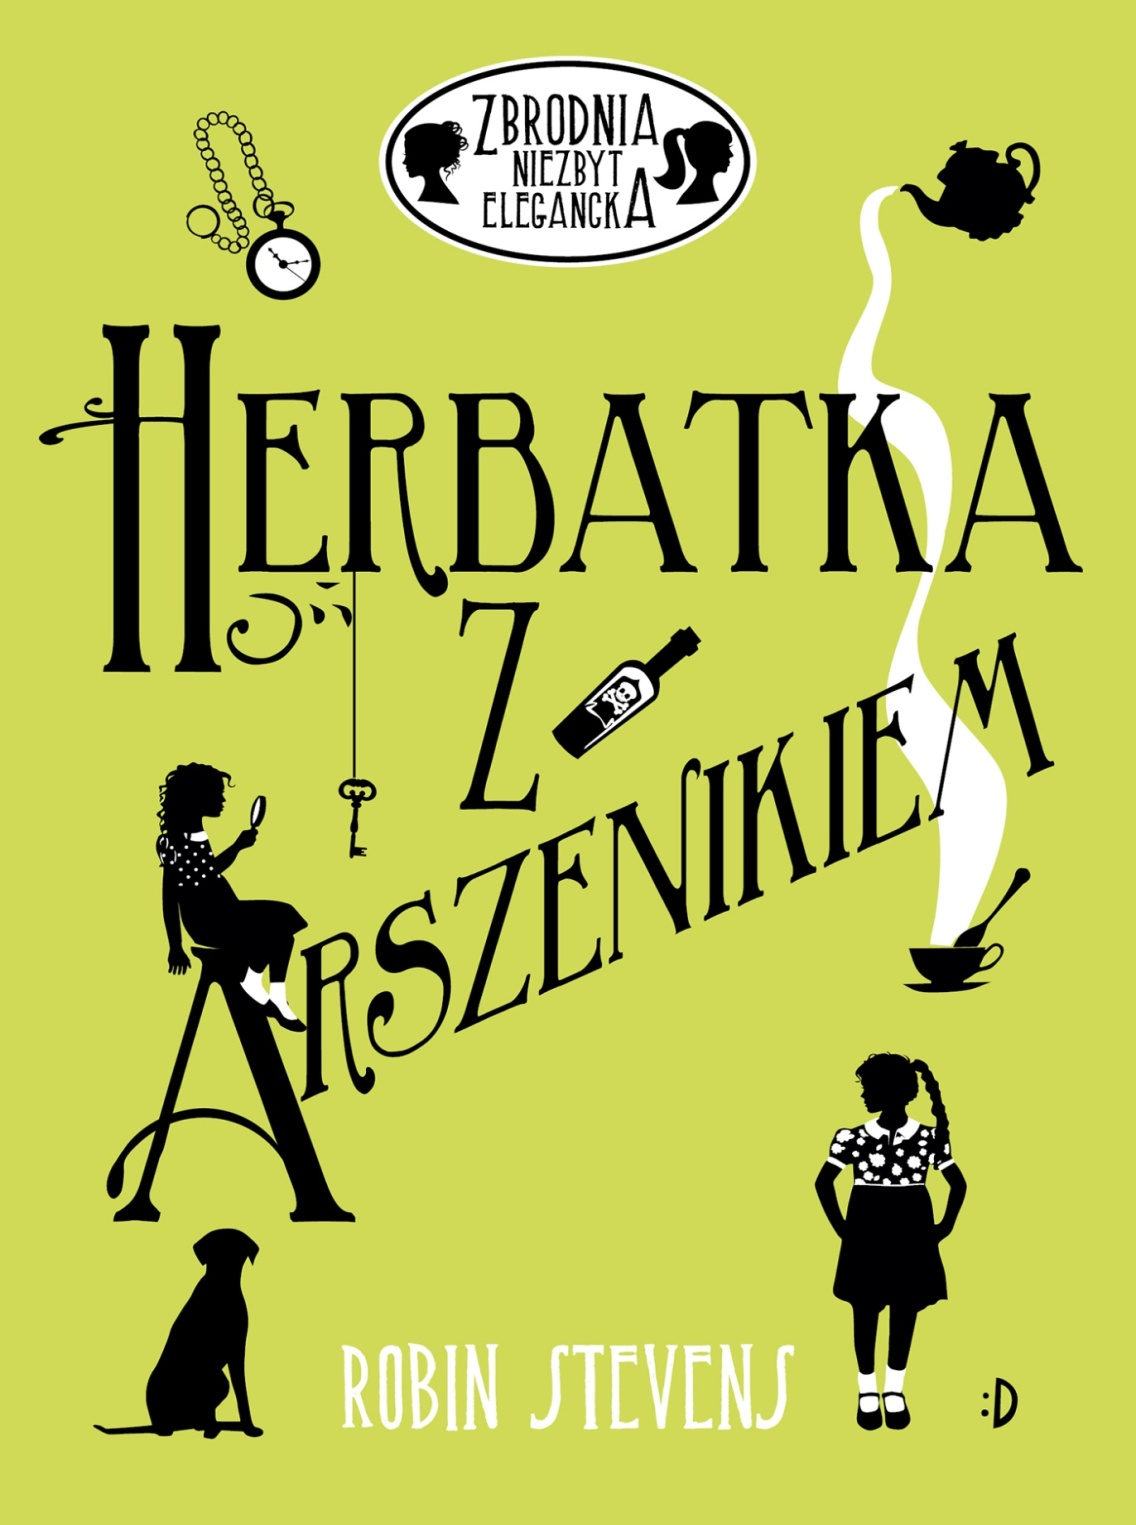 ZBRODNIA
NIEZBYT
ELEGANCKA
HERBATKA
Z
ARSZENIKIEM
ROBIN STEVENS
:D